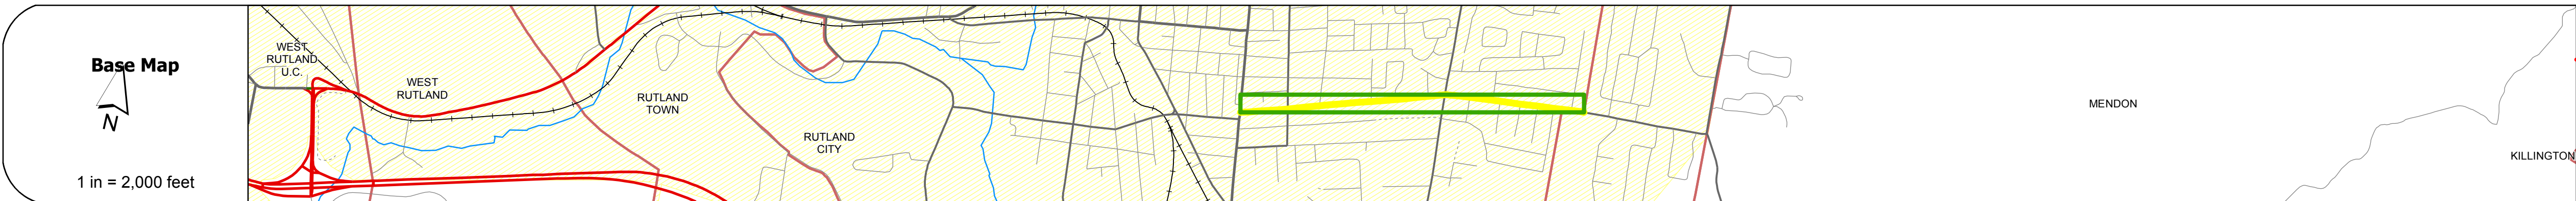 Base Map
N
1 in = 2,000 feet
WEST
RUTLAND
U.C.
WEST
RUTLAND
RUTLAND
TOWN
RUTLAND
CITY
MENDON
KILLINGTON